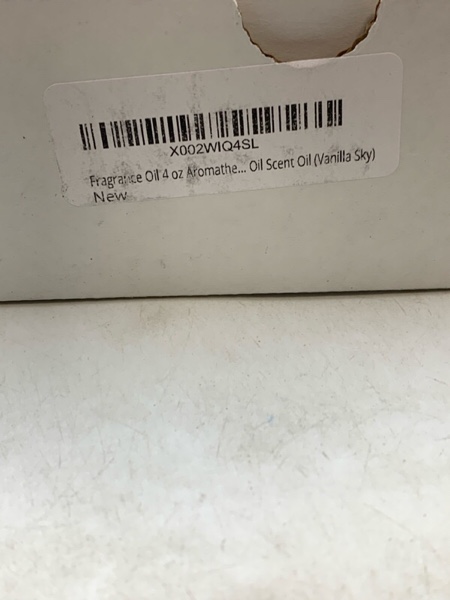 X002WIQ4SL
Fragrance Oil 4 oz Aromathe... Oil Scent Oil (Vanilla Sky)
New